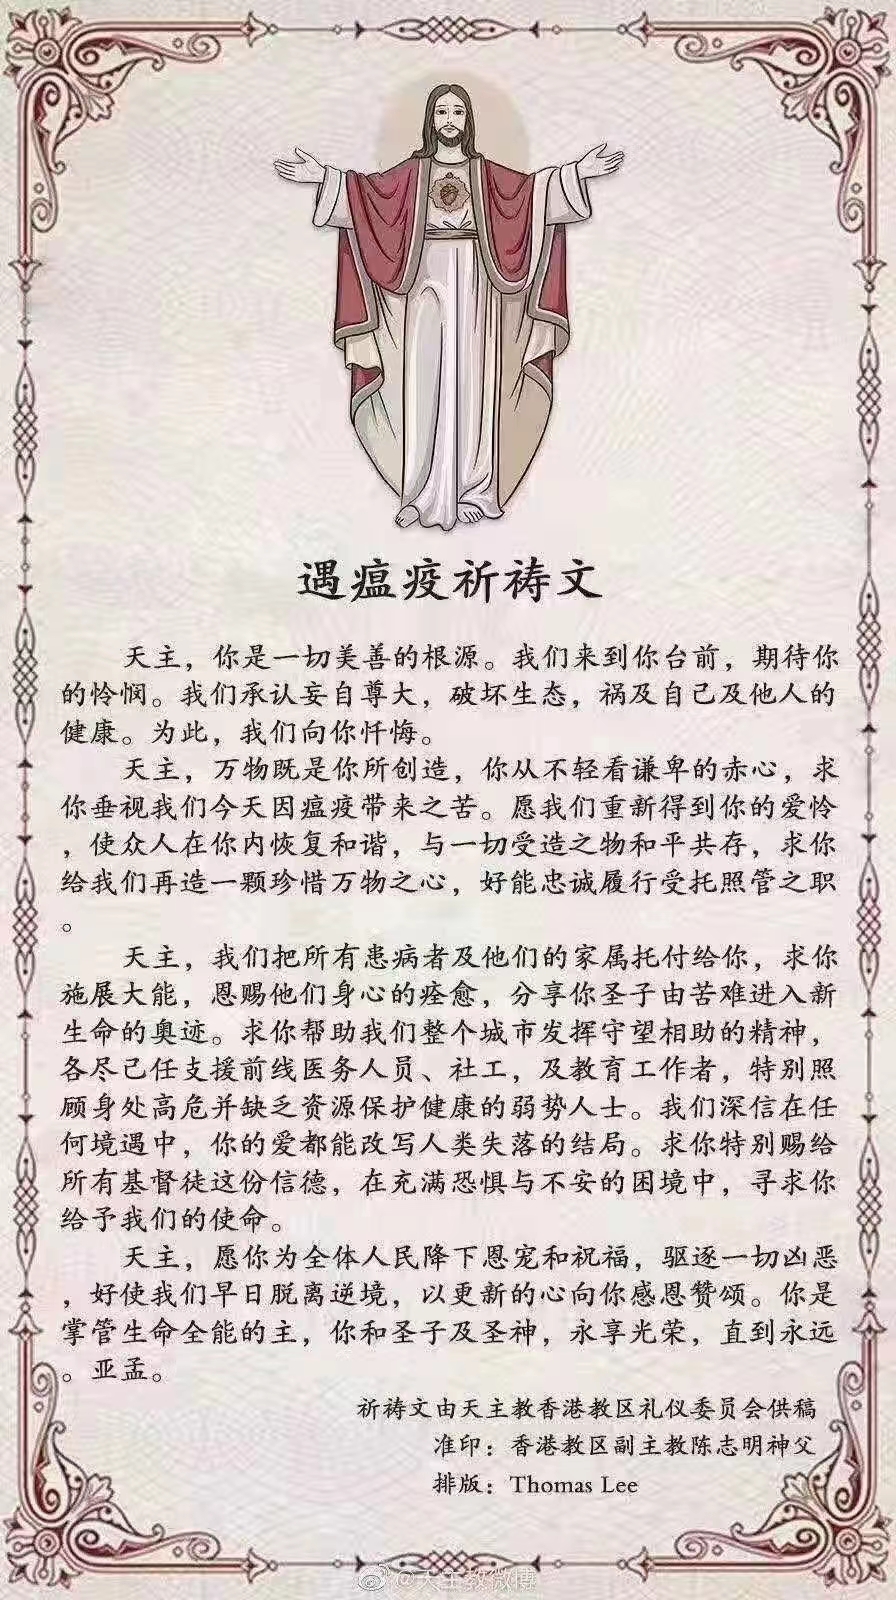 遇瘟疫祈祷文
天主，你是一切美善的根源。我们来到你台前，期待你
的怜悯。我们承认妄自尊大，破坏生态，祸及自己及他人的
健康。为此，我们向你忏悔。
天主，万物既是你所创造，你从不轻看谦卑的赤心，求
你垂视我们今天因瘟疫带来之苦。愿我们重新得到你的爱怜
，使众人在你内恢复和谐，与一切受造之物和平共存，求你
给我们再造一颗珍惜万物之心，好能忠诚履行受托照管之职
。
天主，我们把所有患病者及他们的家属托付给你，求你
施展大能，恩赐他们身心的痊愈，分享你圣子由苦难进入新
生命的奥迹。求你帮助我们整个城市发挥守望相助的精神，
各尽己任支援前线医务人员、社工，及教育工作者，特别照
顾身处高危并缺乏资源保护健康的弱势人士。我们深信在任
何境遇中，你的爱都能改写人类失落的结局。求你特别赐给
所有基督徒这份信德，在充满恐惧与不安的困境中，寻求你
给予我们的使命。
天主，愿你为全体人民降下恩宠和祝福，驱逐一切凶恶
，好使我们早日脱离逆境，以更新的心向你感恩赞颂。你是
掌管生命全能的主，你和圣子及圣神，永享光荣，直到永远
。亚孟。
祈祷文由天主教香港教区礼仪委员会供稿
准印：香港教区副主教陈志明神父
排版：Thomas Lee
@天主教微博